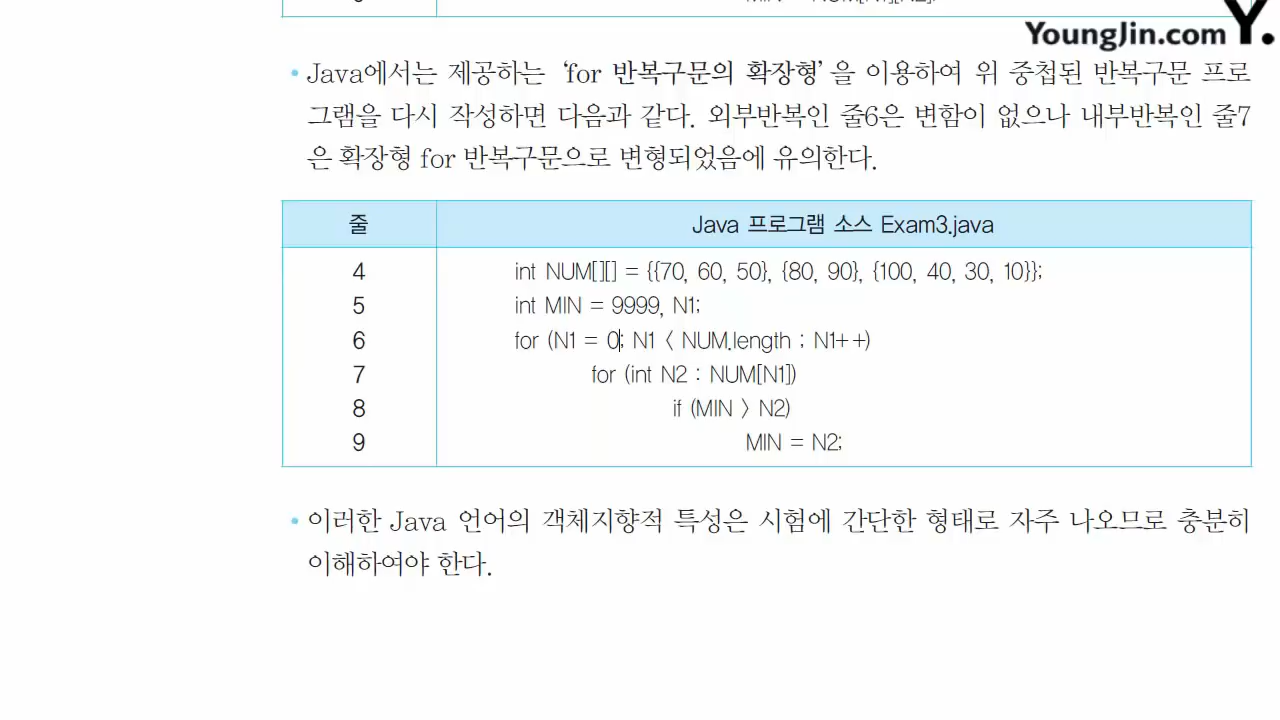 YoungJin.com Y.
• Java에서는 제공하는 ‘for 반복구문의 확장형’을 이용하여 위 중첩된 반복구문 프로
그램을 다시 작성하면 다음과 같다. 외부반복인 줄6은 변함이 없으나 내부반복인 줄7
은 확장형 for 반복구문으로 변형되었음에 유의한다.
줄 Java 프로그램 소스 Exam3.java
4 int NUM[][] = {{70, 60, 50}, {80, 90}, {100, 40, 30, 10}};
5 int MIN = 9999, N1;
6 for (N1 = 0; N1 < NUM.length ; N1++)
7 for (int N2 : NUM[N1])
8 if (MIN > N2)
9 MIN = N2;
• 이러한 Java 언어의 객체지향적 특성은 시험에 간단한 형태로 자주 나오므로 충분히
이해하여야 한다.